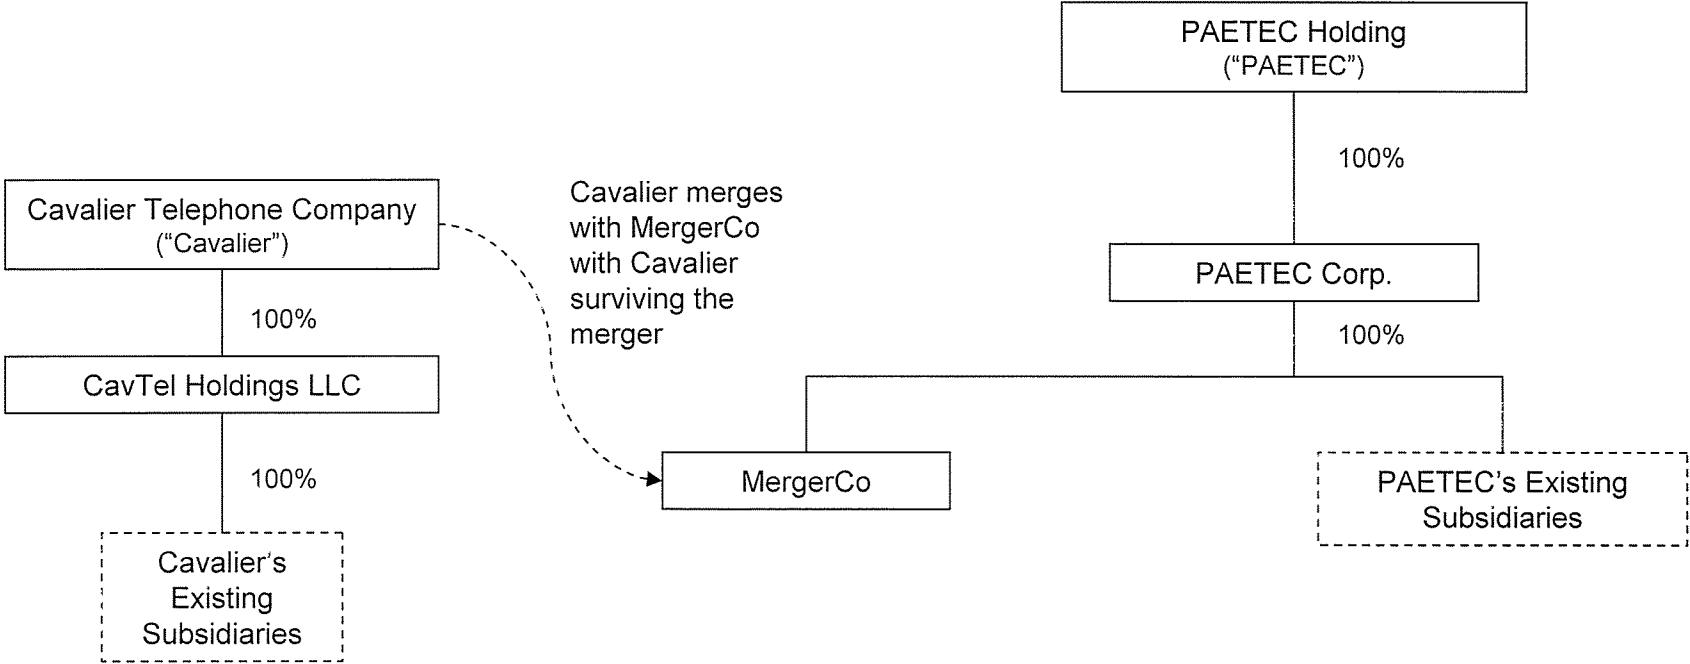 PAETEC Holding
(“PAETEC”)
100%
Cavalier Telephone Company
(“Cavalier”)
Cavalier merges
with MergerCo
with Cavalier
surviving the
merger
PAETEC Corp.
100%
100%
CavTel Holdings LLC
100%
MergerCo
PAETEC’s Existing
Subsidiaries
Cavalier’s
Existing
Subsidiaries